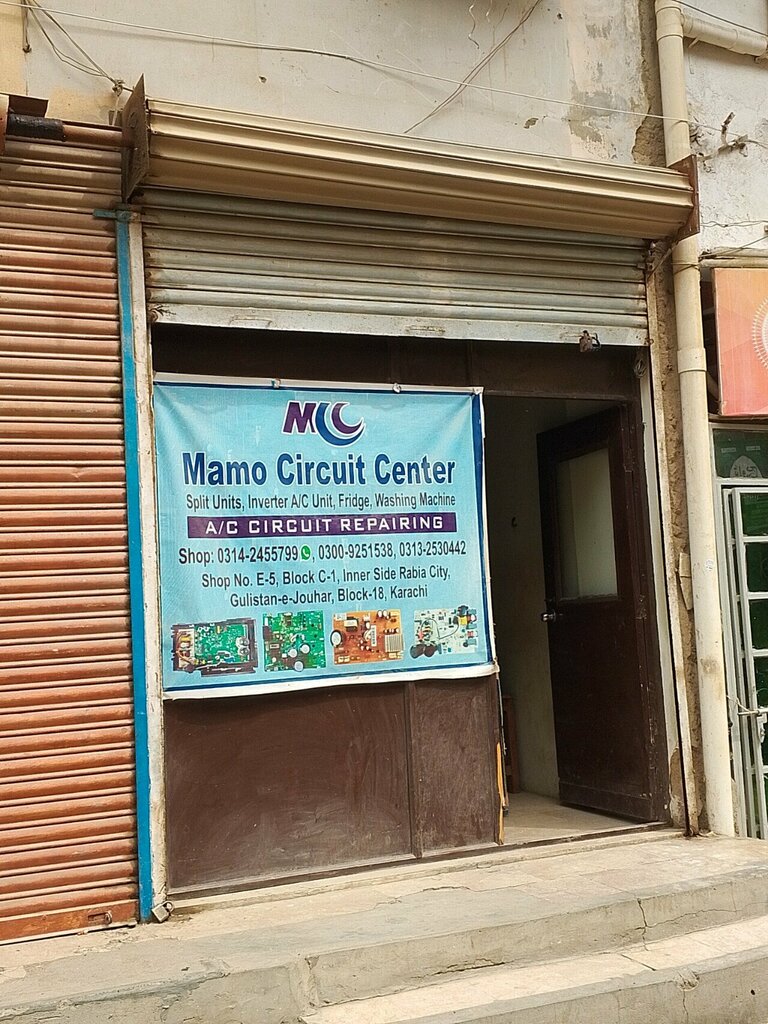 MCC
Mamo Circuit Center
Split Units, Inverter A/C Unit, Fridge, Washing Machine
A/C CIRCUIT REPAIRING
Shop: 0314-2455799, 0300-9251538, 0313-2530442
Shop No. E-5, Block C-1, Inner Side Rabia City,
Gulistan-e-Jouhar, Block-18, Karachi